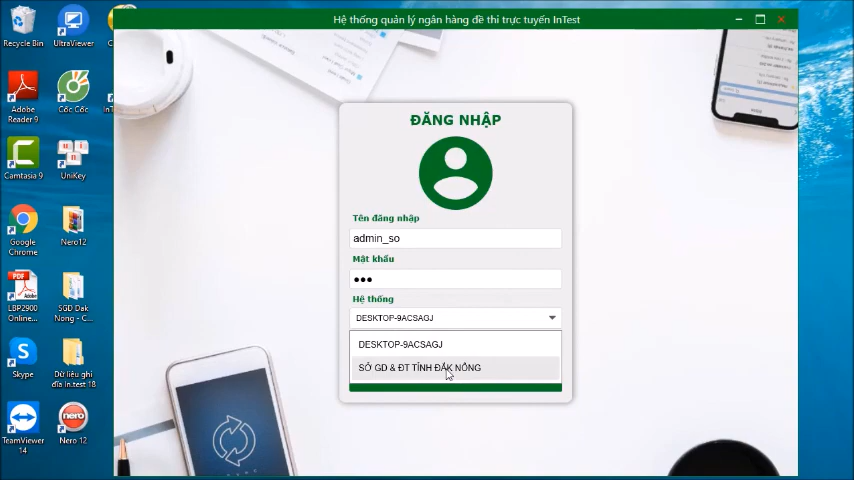 Hệ thống quản lý ngân hàng đề thi trực tuyến InTest
Recycle Bin
UltraViewer
Adobe
Reader 9
Cốc Cốc
Camtasia 9
UniKey
Google
Chrome
Nero12
PDF
LBP2900
Online...
SGD Dak
Nong - C...
Skype
Dữ liệu ghi
đĩa In.test 18
TeamViewer
14
nero
Nero 12
ĐĂNG NHẬP
Tên đăng nhập
admin_so
Mật khẩu
●●●
Hệ thống
DESKTOP-9ACSAGJ
DESKTOP-9ACSAGJ
SỞ GD & ĐT TỈNH ĐẮK NÔNG